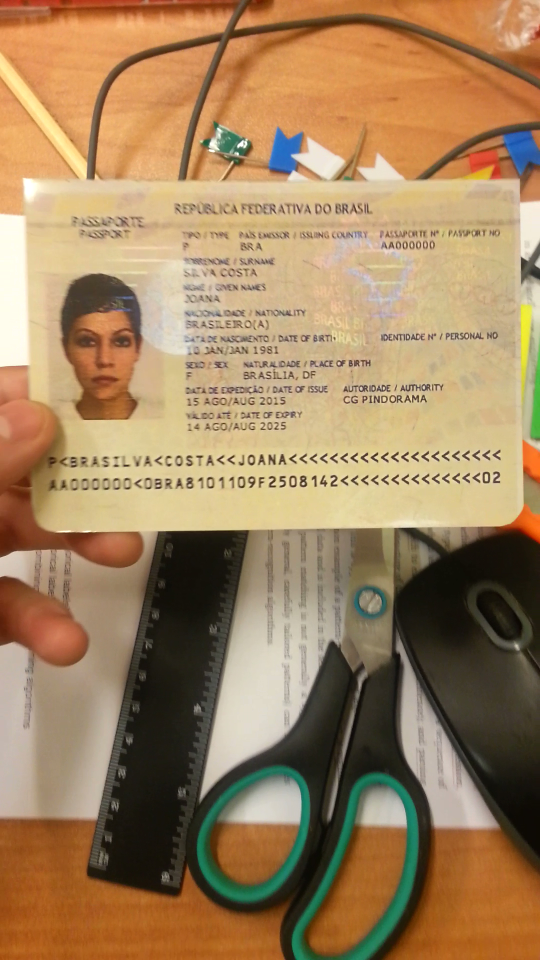 REPÚBLICA FEDERATIVA DO BRASIL
PASSAPORTE
PASSPORT
TIPO / TYPE PAÍS EMISSOR / ISSUING COUNTRY PASSAPORTE Nº / PASSPORT NO
P BRA AA000000
SOBRENOME / SURNAME
SILVA COSTA
NOME / GIVEN NAMES
JOANA
NACIONALIDADE / NATIONALITY
BRASILEIRO(A)
DATA DE NASCIMENTO / DATE OF BIRTH IDENTIDADE Nº / PERSONAL NO
10 JAN/JAN 1981
SEXO / SEX NATURALIDADE / PLACE OF BIRTH
F BRASÍLIA, DF
DATA DE EXPEDIÇÃO / DATE OF ISSUE AUTORIDADE / AUTHORITY
15 AGO/AUG 2015 CG PINDORAMA
VÁLIDO ATÉ / DATE OF EXPIRY
14 AGO/AUG 2025
P<BRASILVA<COSTA<<JOANA<<<<<<<<<<<<<<<<<<<<<
AA000000<0BRA8101109F2508142<<<<<<<<<<<<<<02